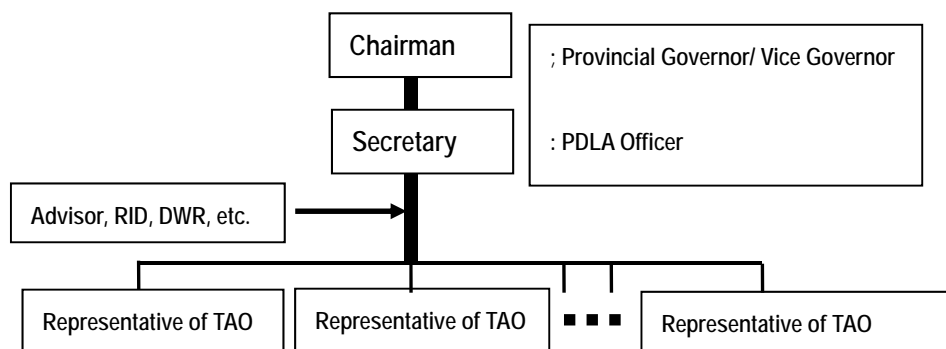 Chairman
; Provincial Governor/ Vice Governor
Secretary
: PDLA Officer
Advisor, RID, DWR, etc.
Representative of TAO
Representative of TAO
Representative of TAO